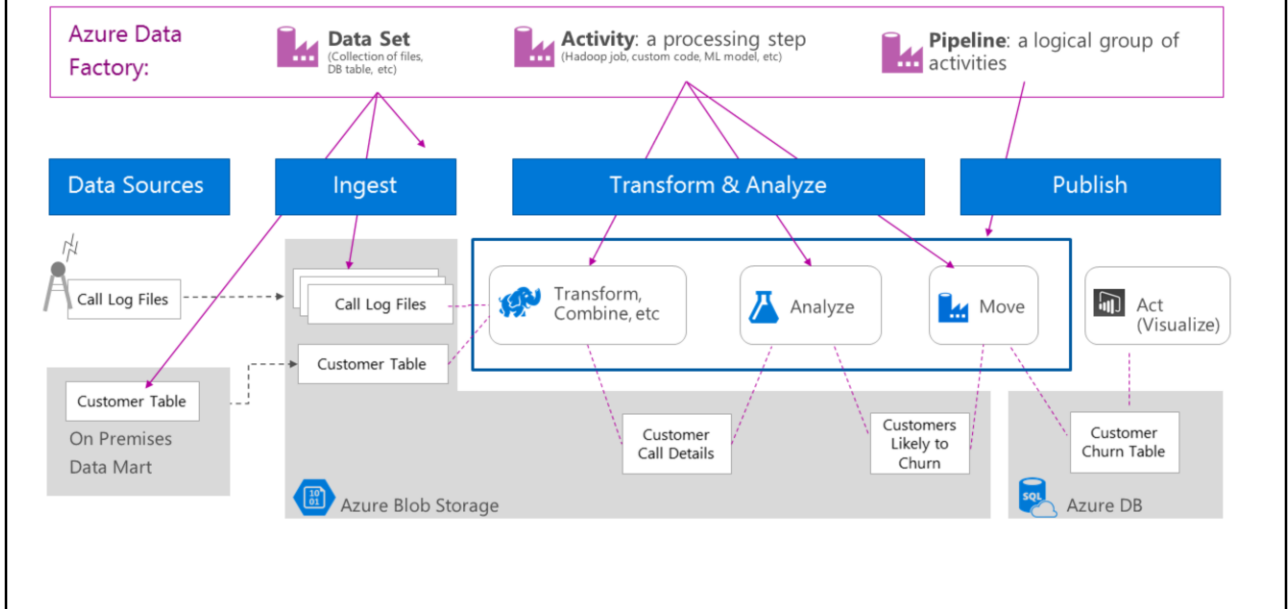 Azure Data
Factory:
Data Set
(Collection of files,
DB table, etc)
Activity: a processing step
(Hadoop job, custom code, ML model, etc)
Pipeline: a logical group of
activities
Data Sources
Ingest
Transform & Analyze
Publish
Call Log Files
Call Log Files
Transform,
Combine, etc
Analyze
Move
Act
(Visualize)
Customer Table
Customer Table
On Premises
Data Mart
Customer
Call Details
Customers
Likely to
Churn
Customer
Churn Table
10
01
Azure Blob Storage
SQL
Azure DB